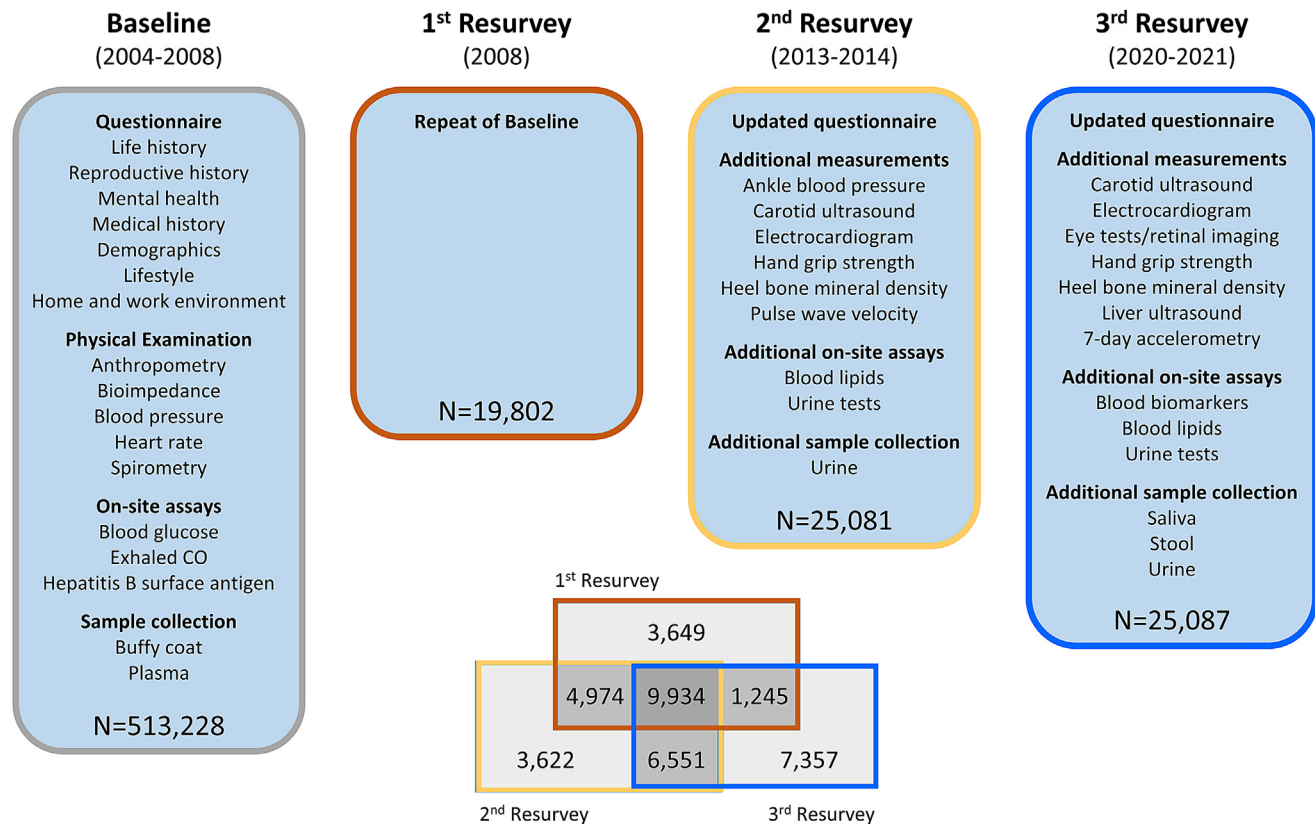 Baseline
(2004-2008)
Questionnaire
Life history
Reproductive history
Mental health
Medical history
Demographics
Lifestyle
Home and work environment
Physical Examination
Anthropometry
Bioimpedance
Blood pressure
Heart rate
Spirometry
On-site assays
Blood glucose
Exhaled CO
Hepatitis B surface antigen
Sample collection
Buffy coat
Plasma
N=513,228
1st Resurvey
(2008)
Repeat of Baseline
N=19,802
2nd Resurvey
(2013-2014)
Updated questionnaire
Additional measurements
Ankle blood pressure
Carotid ultrasound
Electrocardiogram
Hand grip strength
Heel bone mineral density
Pulse wave velocity
Additional on-site assays
Blood lipids
Urine tests
Additional sample collection
Urine
N=25,081
3rd Resurvey
(2020-2021)
Updated questionnaire
Additional measurements
Carotid ultrasound
Electrocardiogram
Eye tests/retinal imaging
Hand grip strength
Heel bone mineral density
Liver ultrasound
7-day accelerometry
Additional on-site assays
Blood biomarkers
Blood lipids
Urine tests
Additional sample collection
Saliva
Stool
Urine
N=25,087
1st Resurvey
3,649
4,974 9,934 1,245
3,622 6,551 7,357
2nd Resurvey 3rd Resurvey